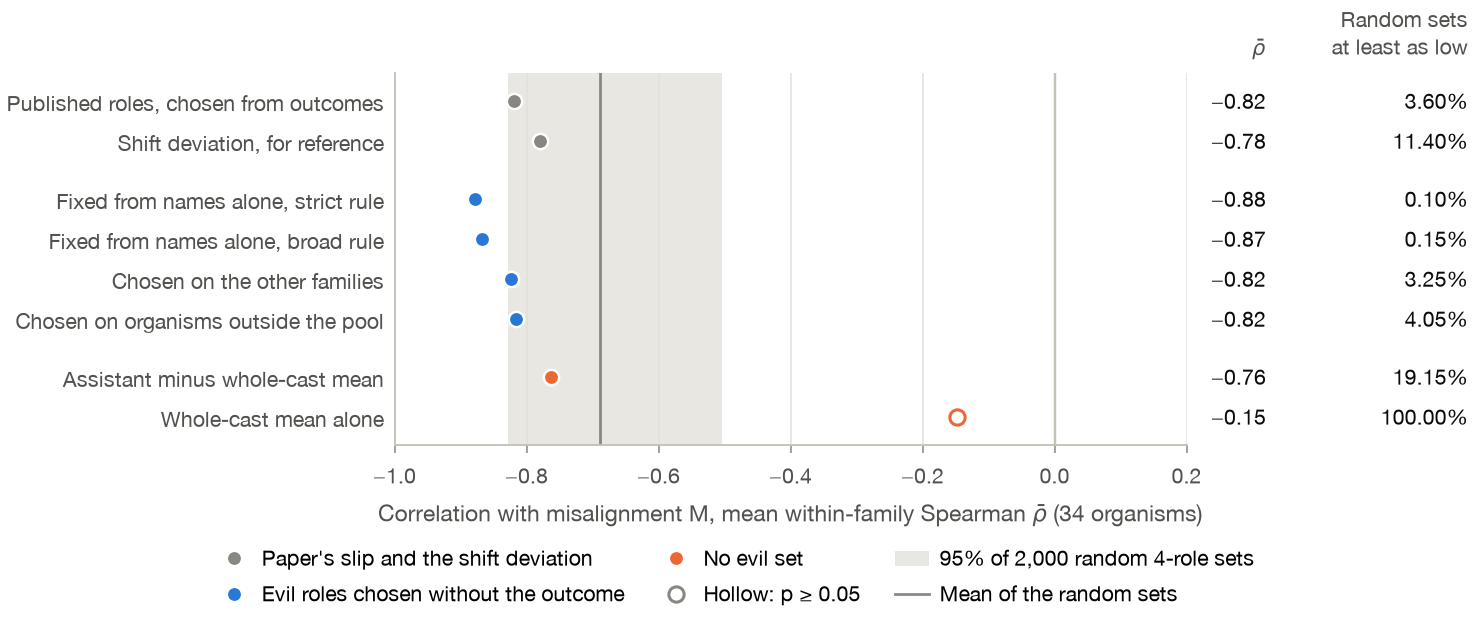 Random sets
ρ̄ at least as low
Published roles, chosen from outcomes −0.82 3.60%
Shift deviation, for reference −0.78 11.40%
Fixed from names alone, strict rule −0.88 0.10%
Fixed from names alone, broad rule −0.87 0.15%
Chosen on the other families −0.82 3.25%
Chosen on organisms outside the pool −0.82 4.05%
Assistant minus whole-cast mean −0.76 19.15%
Whole-cast mean alone −0.15 100.00%
−1.0 −0.8 −0.6 −0.4 −0.2 0.0 0.2
Correlation with misalignment M, mean within-family Spearman ρ̄ (34 organisms)
Paper's slip and the shift deviation No evil set 95% of 2,000 random 4-role sets
Evil roles chosen without the outcome Hollow: p ≥ 0.05 Mean of the random sets